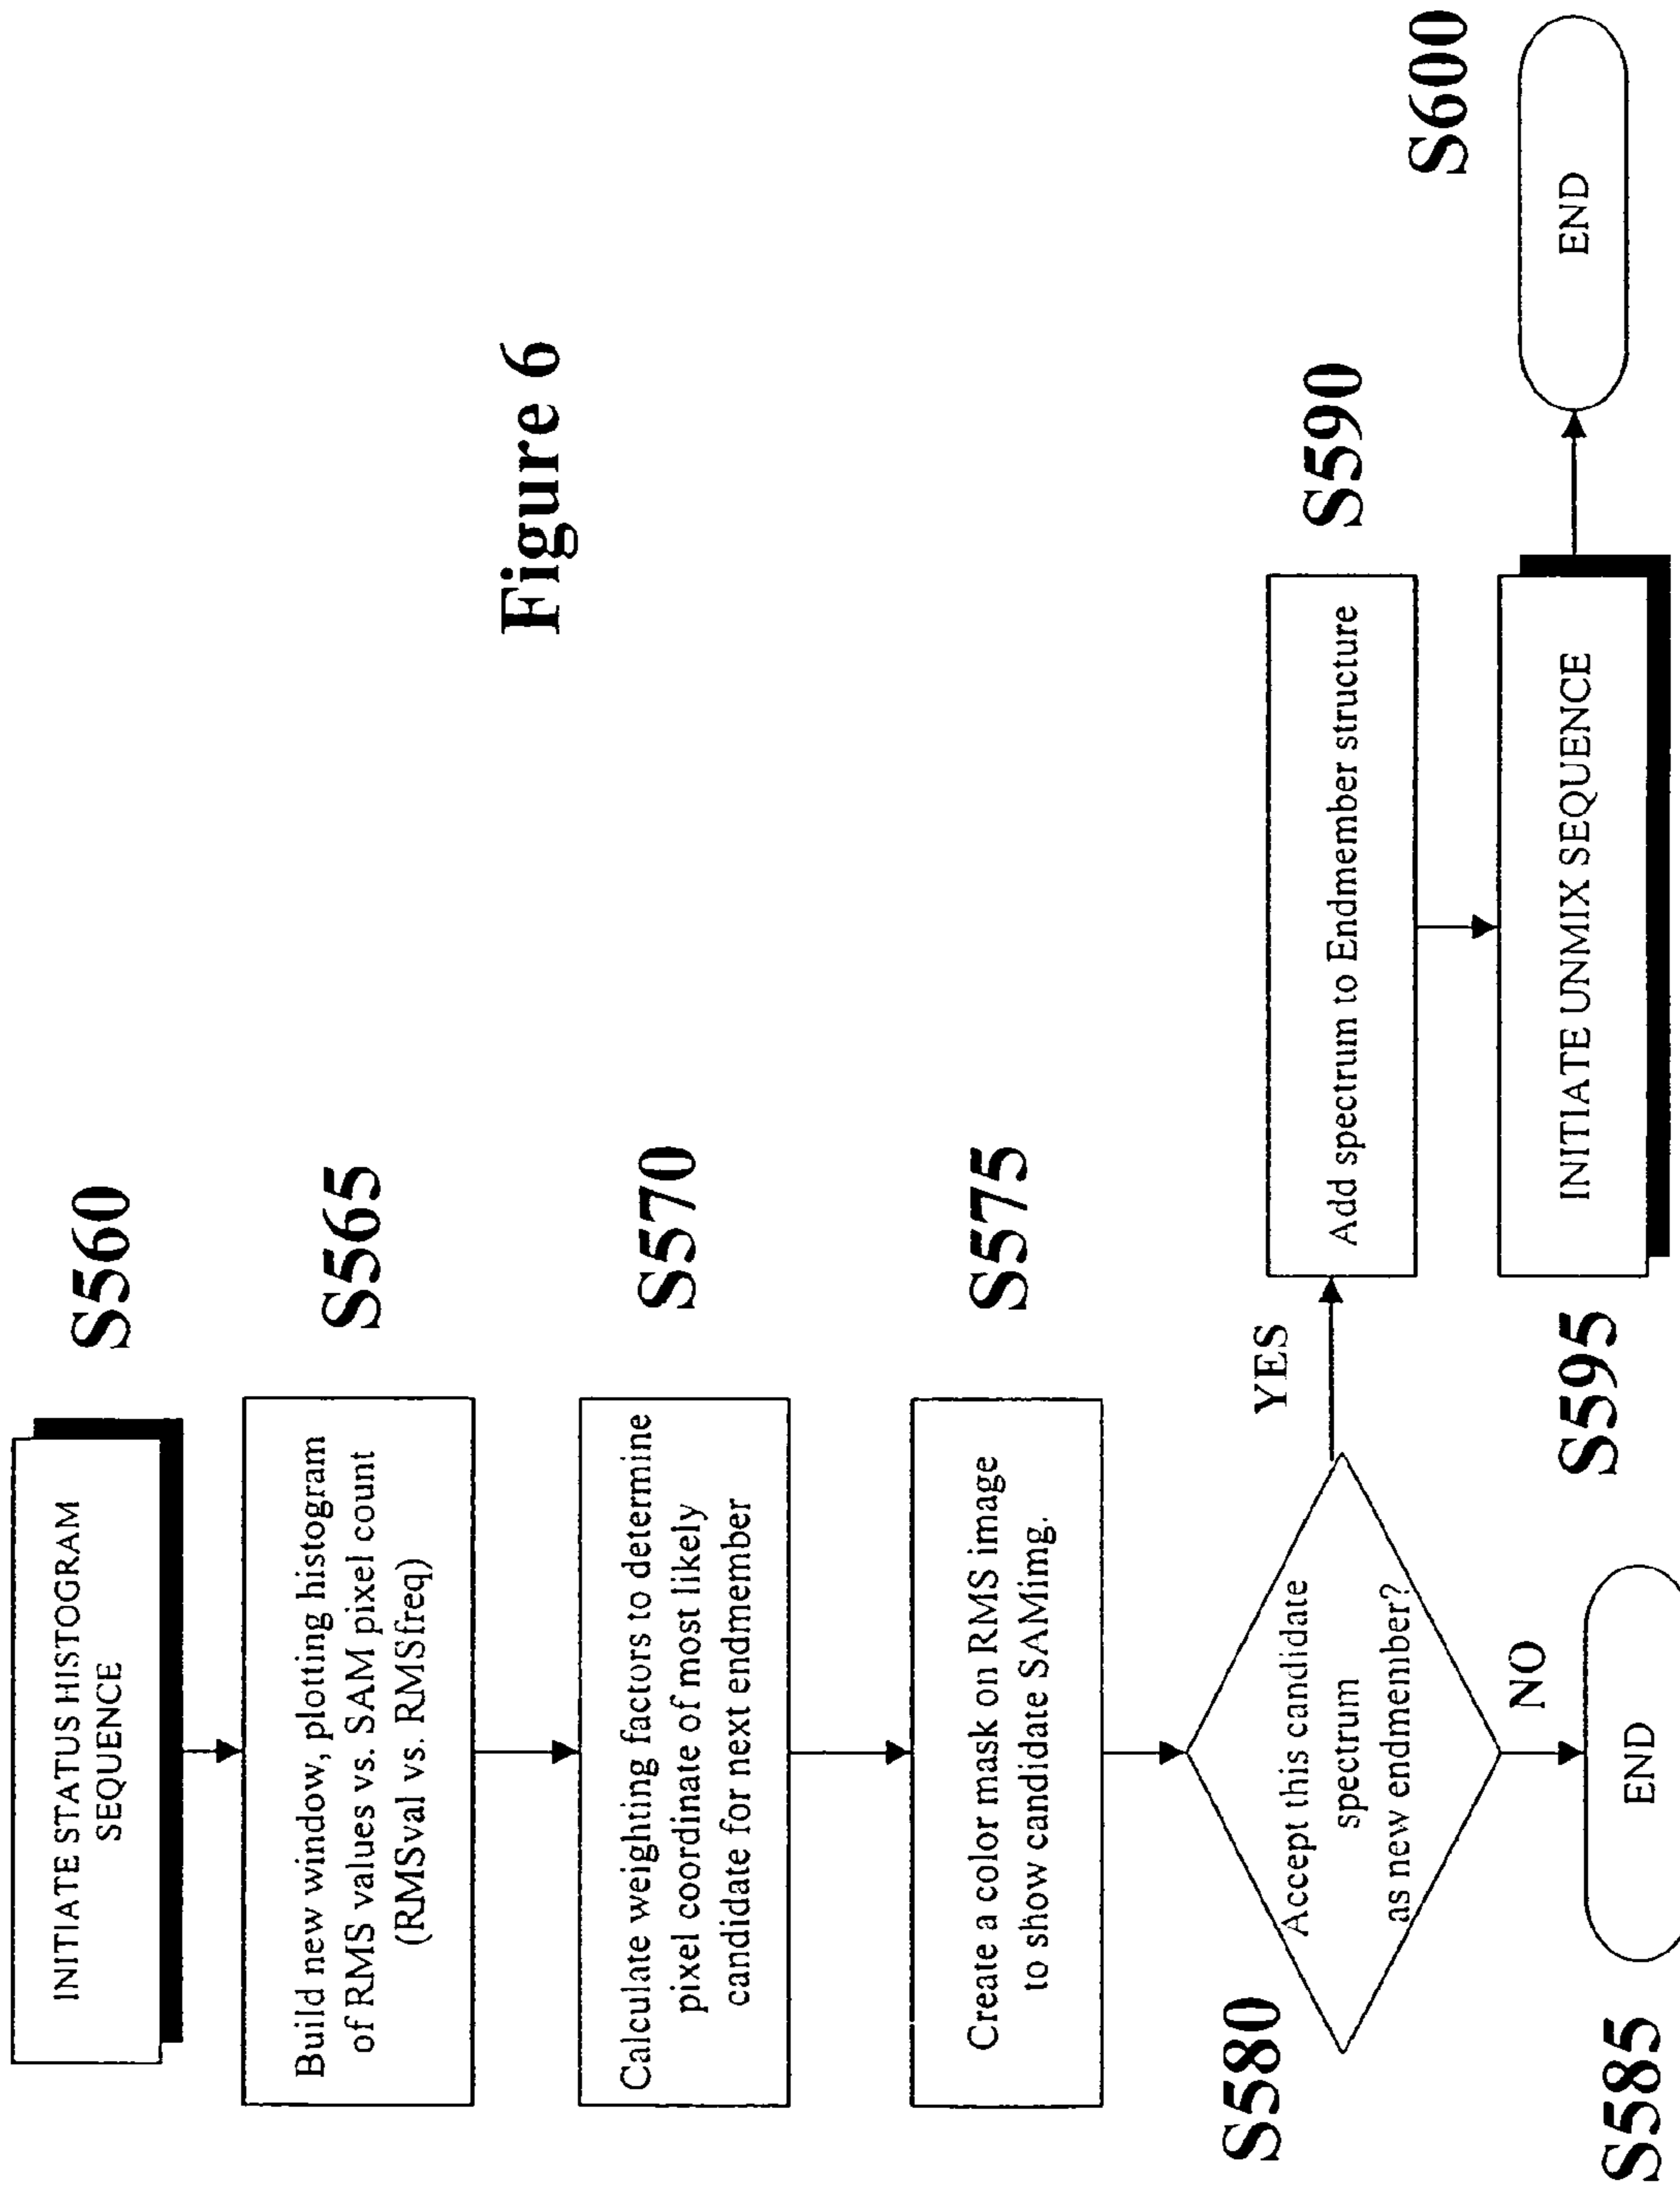 Figure 6
INITIATE STATUS HISTOGRAM
SEQUENCE
S560
Build new window, plotting histogram
of RMS values vs. SAM pixel count
(RMSval vs. RMSfreq)
S565
Calculate weighting factors to determine
pixel coordinate of most likely
candidate for next endmember
S570
Create a color mask on RMS image
to show candidate SAMimg.
S575
S580
Accept this candidate
spectrum
as new endmember?
YES
NO
S585
END
Add spectrum to Endmember structure
S590
S595
INITIATE UNMIX SEQUENCE
S600
END